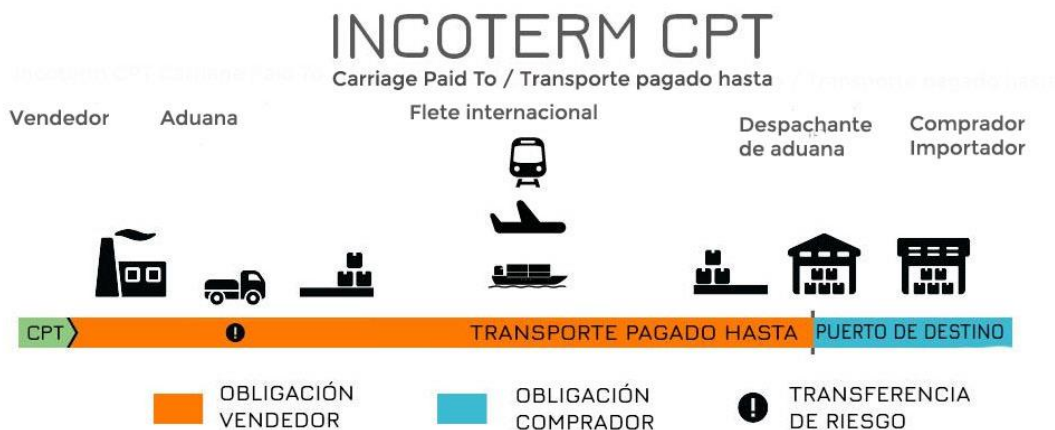 INCOTERM CPT
Carriage Paid To / Transporte pagado hasta
Vendedor
Aduana
Flete internacional
Despachante
de aduana
Comprador
Importador
CPT
TRANSPORTE PAGADO HASTA
PUERTO DE DESTINO
OBLIGACIÓN
VENDEDOR
OBLIGACIÓN
COMPRADOR
TRANSFERENCIA
DE RIESGO